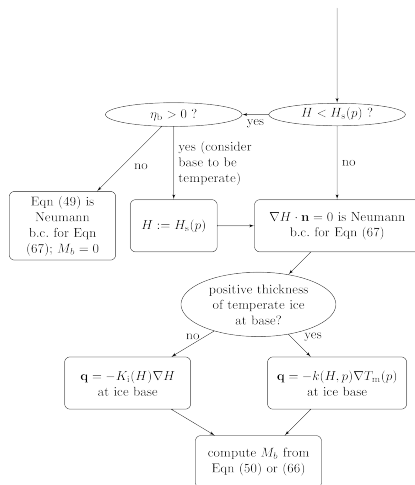 η_b > 0 ?
H < H_s(p) ?
yes
no
yes (consider
base to be
temperate)
no
Eqn (49) is
Neumann
b.c. for Eqn
(67); M_b = 0
H := H_s(p)
∇H · n = 0 is Neumann
b.c. for Eqn (67)
positive thickness
of temperate ice
at base?
no
yes
q = −K_i(H)∇H
at ice base
q = −k(H, p)∇T_m(p)
at ice base
compute M_b from
Eqn (50) or (66)